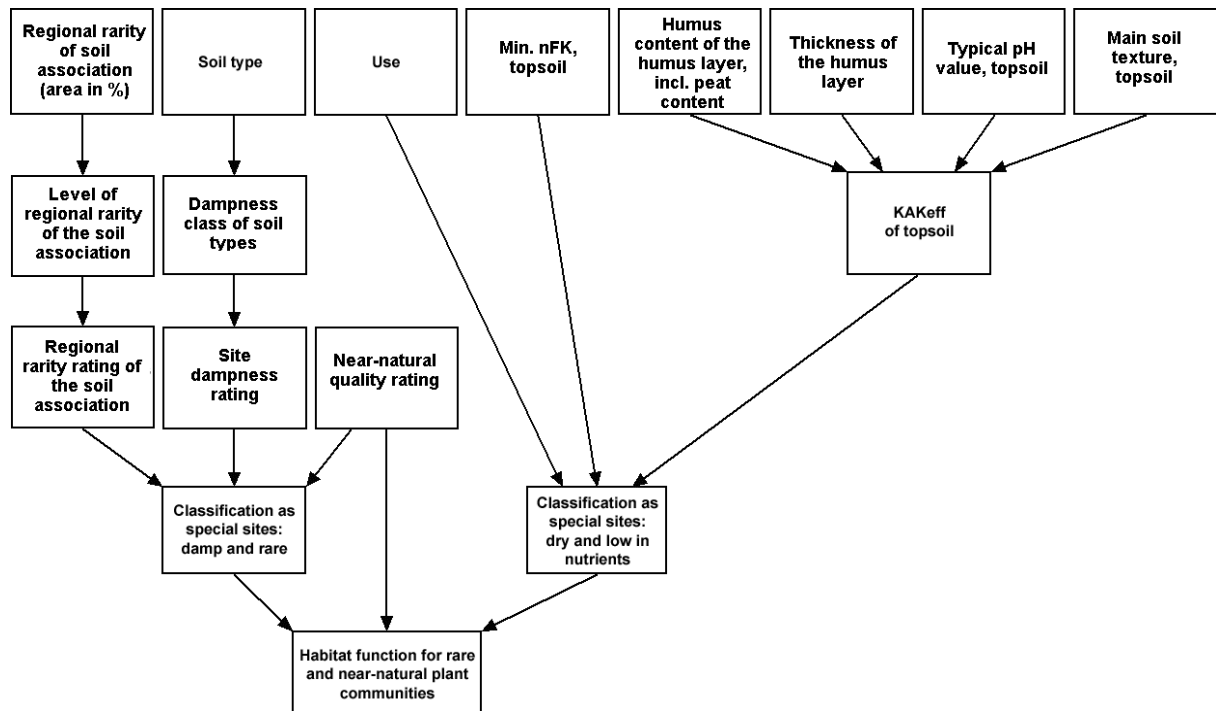 Regional rarity
of soil
association
(area in %)
Soil type
Use
Min. nFK,
topsoil
Humus
content of the
humus layer,
incl. peat
content
Thickness of
the humus
layer
Typical pH
value, topsoil
Main soil
texture,
topsoil
Level of
regional rarity
of the soil
association
Dampness
class of soil
types
KAKeff
of topsoil
Regional
rarity rating of
the soil
association
Site
dampness
rating
Near-natural
quality rating
Classification as
special sites:
damp and rare
Classification as
special sites:
dry and low in
nutrients
Habitat function for rare
and near-natural plant
communities